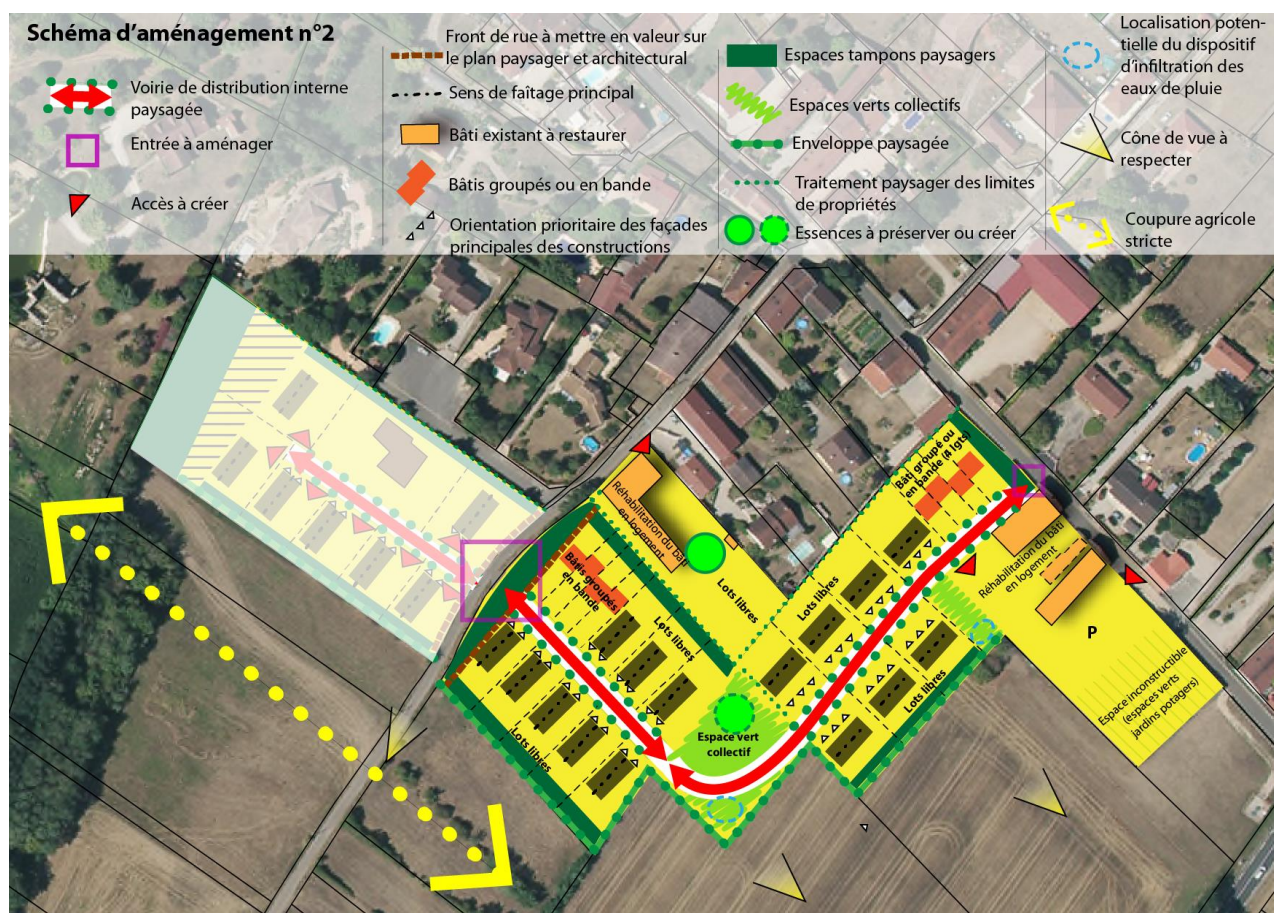 Schéma d'aménagement n°2
Voirie de distribution interne
paysagée
Entrée à aménager
Accès à créer
Front de rue à mettre en valeur sur
le plan paysager et architectural
Sens de faîtage principal
Bâti existant à restaurer
Bâtis groupés ou en bande
Orientation prioritaire des façades
principales des constructions
Espaces tampons paysagers
Espaces verts collectifs
Enveloppe paysagée
Traitement paysager des limites
de propriétés
Essences à préserver ou créer
Localisation poten-
tielle du dispositif
d'infiltration des
eaux de pluie
Cône de vue à
respecter
Coupure agricole
stricte
Réhabilitation du bâti
en logement
Bâtis groupés
en bande
Lots libres
Lots libres
Lots libres
Espace vert
collectif
Lots libres
Lots libres
Bâti groupé ou
en bande (4 lgts)
Réhabilitation du bâti
en logement
P
Espace inconstructible
(espaces verts
jardins potagers)